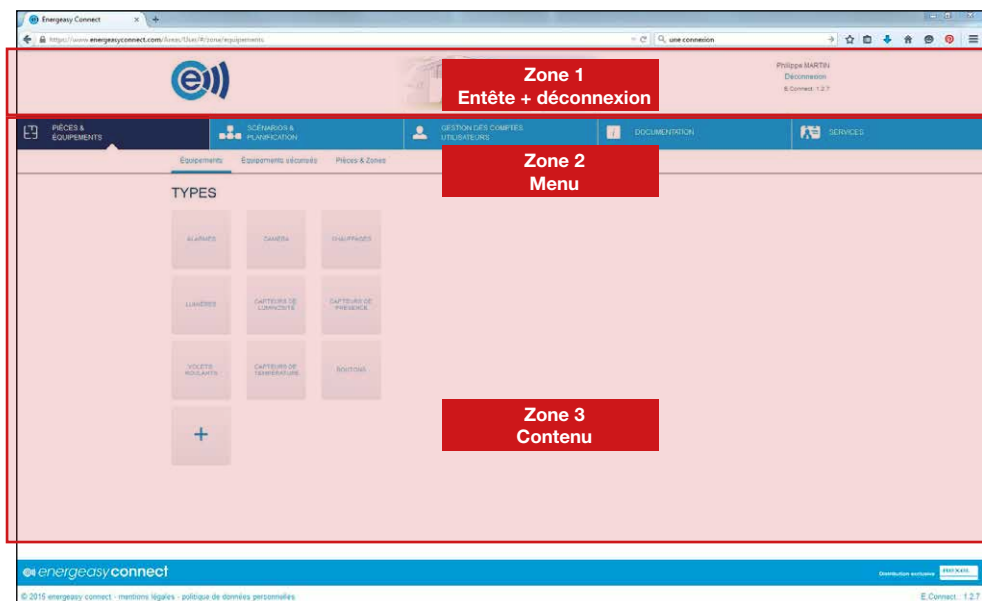 Energeasy Connect
https://www.energeasyconnect.com/Areas/User/#/zone/equipements
une connexion
Zone 1
Entête + déconnexion
Philippe MARTIN
Déconnexion
E.Connect: 1.2.7
PIÈCES &
ÉQUIPEMENTS
SCÉNARIOS &
PLANIFICATION
GESTION DES COMPTES
UTILISATEURS
DOCUMENTATION
SERVICES
Équipements
Équipements sécurisés
Pièces & Zones
Zone 2
Menu
TYPES
ALARMES
CAMÉRA
CHAUFFAGES
LUMIÈRES
CAPTEURS DE
LUMINOSITÉ
CAPTEURS DE
PRÉSENCE
VOLETS
ROULANTS
CAPTEURS DE
TEMPÉRATURE
BOUTONS
+
Zone 3
Contenu
energeasyconnect
Distribution exclusive
REXEL
© 2015 energeasy connect - mentions légales - politique de données personnelles
E.Connect.: 1.2.7